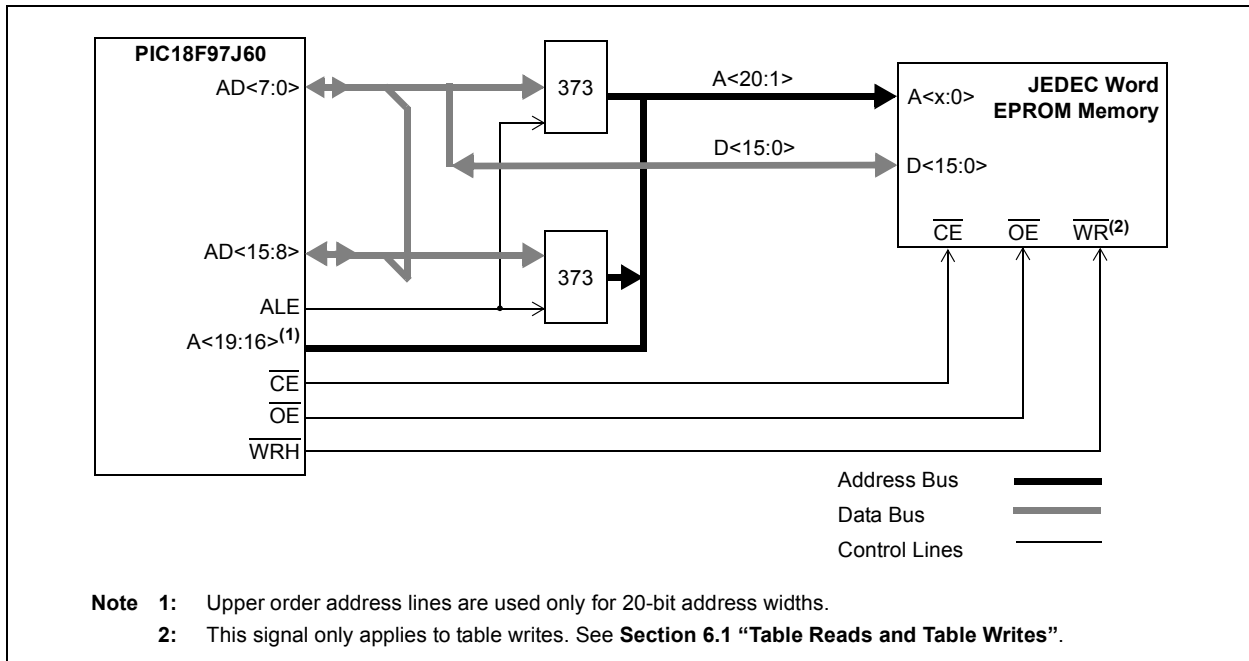 PIC18F97J60
AD<7:0>
373
A<20:1>
A<x:0>
JEDEC Word
EPROM Memory
D<15:0>
D<15:0>
CE
OE
WR(2)
AD<15:8>
373
ALE
A<19:16>(1)
CE
OE
WRH
Address Bus
Data Bus
Control Lines
Note 1: Upper order address lines are used only for 20-bit address widths.
2: This signal only applies to table writes. See Section 6.1 “Table Reads and Table Writes”.